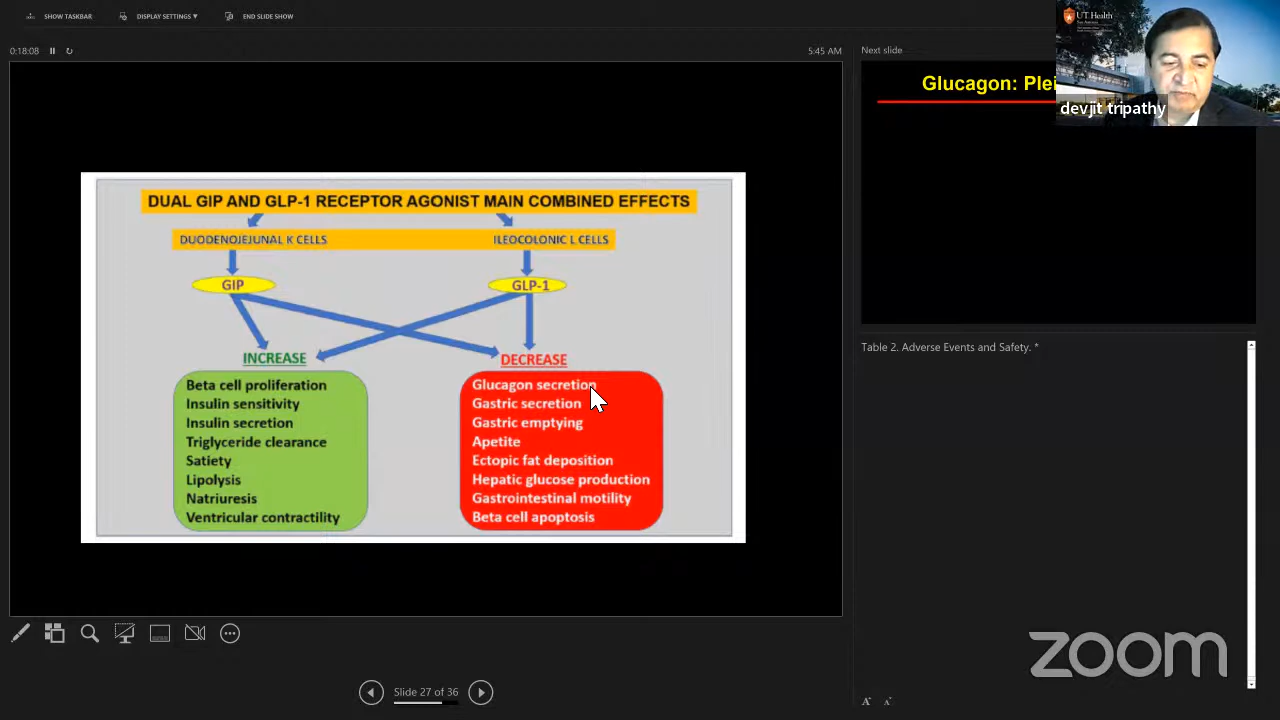 SHOW TASKBAR
DISPLAY SETTINGS ▼
END SLIDE SHOW
0:18:08
5:45 AM
Next slide
UT Health
San Antonio
Glucagon: Plei
devjit tripathy
DUAL GIP AND GLP-1 RECEPTOR AGONIST MAIN COMBINED EFFECTS
DUODENOJEJUNAL K CELLS
ILEOCOLONIC L CELLS
GIP
GLP-1
INCREASE
Beta cell proliferation
Insulin sensitivity
Insulin secretion
Triglyceride clearance
Satiety
Lipolysis
Natriuresis
Ventricular contractility
DECREASE
Glucagon secretion
Gastric secretion
Gastric emptying
Apetite
Ectopic fat deposition
Hepatic glucose production
Gastrointestinal motility
Beta cell apoptosis
Table 2. Adverse Events and Safety. *
Slide 27 of 36
A A
zoom